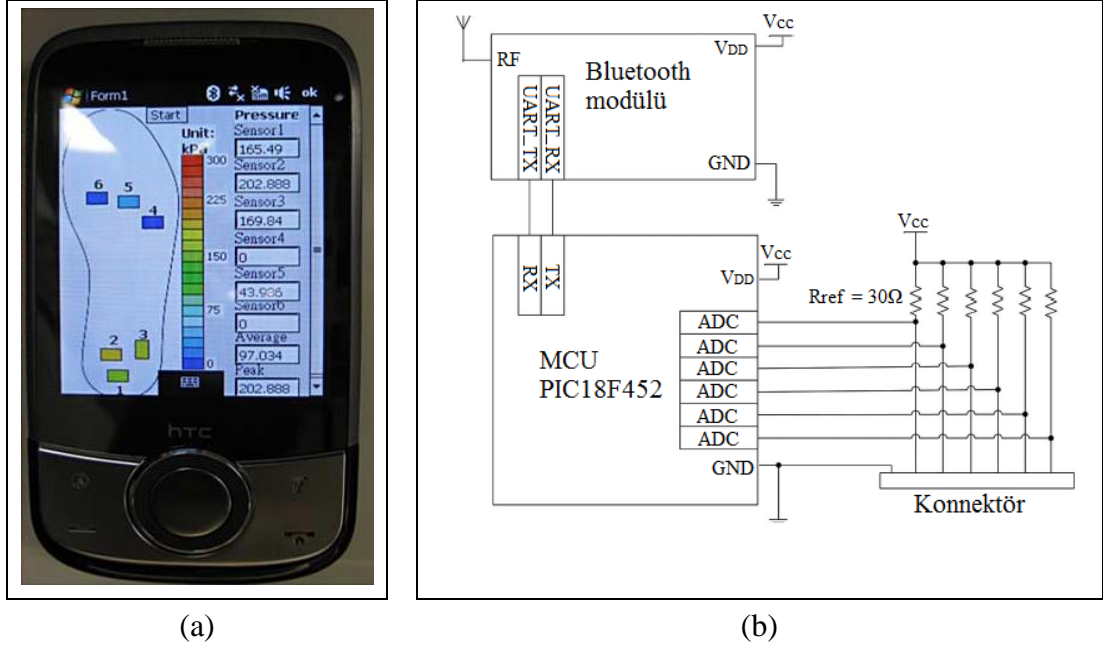 Form1
ok
Start
Pressure
Unit:
kPa
300
225
150
75
0
Sensor1
165.49
Sensor2
202.888
Sensor3
169.84
Sensor4
0
Sensor5
43.986
Sensor6
0
Average
97.034
Peak
202.888
6
5
4
2
3
1
hTC
(a)
Vcc
VDD
RF
Bluetooth
modülü
UART_TX
UART_RX
GND
RX
TX
Vcc
VDD
Vcc
Rref = 30Ω
ADC
ADC
ADC
ADC
ADC
ADC
MCU
PIC18F452
GND
Konnektör
(b)